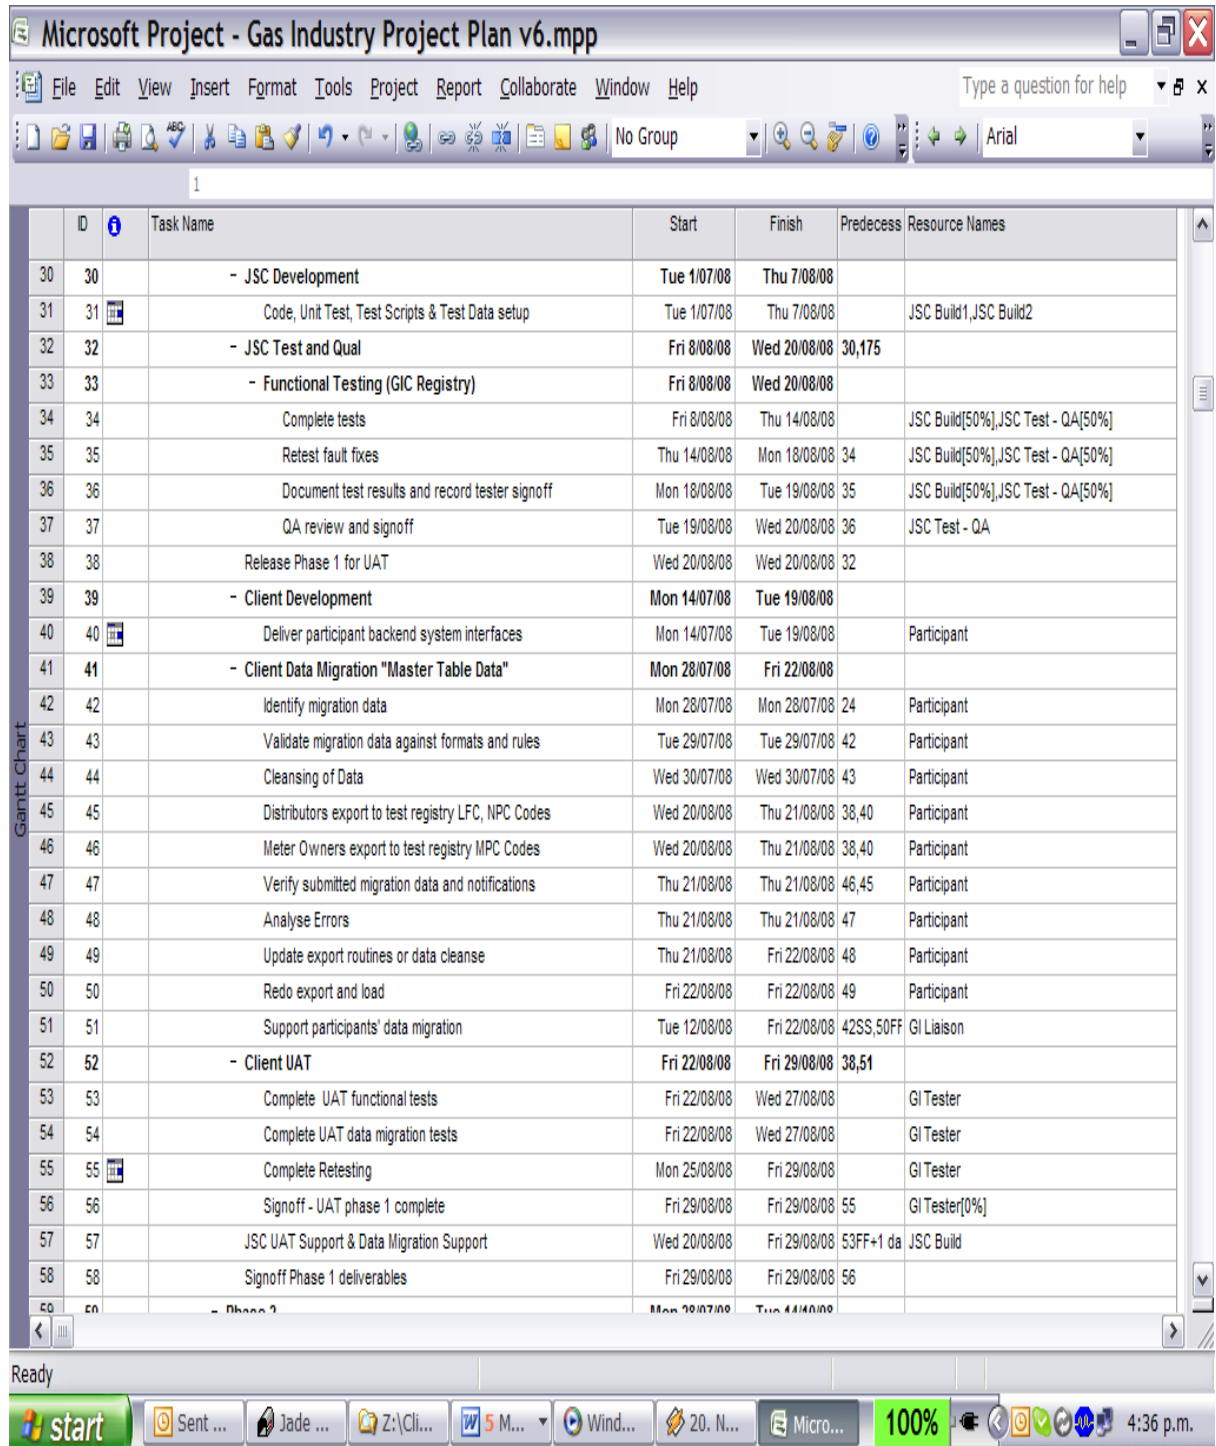 Microsoft Project - Gas Industry Project Plan v6.mpp
File Edit View Insert Format Tools Project Report Collaborate Window Help Type a question for help
No Group Arial
1
ID Task Name Start Finish Predecess Resource Names
30 30 - JSC Development Tue 1/07/08 Thu 7/08/08
31 31 Code, Unit Test, Test Scripts & Test Data setup Tue 1/07/08 Thu 7/08/08 JSC Build1,JSC Build2
32 32 - JSC Test and Qual Fri 8/08/08 Wed 20/08/08 30,175
33 33 - Functional Testing (GIC Registry) Fri 8/08/08 Wed 20/08/08
34 34 Complete tests Fri 8/08/08 Thu 14/08/08 JSC Build[50%],JSC Test - QA[50%]
35 35 Retest fault fixes Thu 14/08/08 Mon 18/08/08 34 JSC Build[50%],JSC Test - QA[50%]
36 36 Document test results and record tester signoff Mon 18/08/08 Tue 19/08/08 35 JSC Build[50%],JSC Test - QA[50%]
37 37 QA review and signoff Tue 19/08/08 Wed 20/08/08 36 JSC Test - QA
38 38 Release Phase 1 for UAT Wed 20/08/08 Wed 20/08/08 32
39 39 - Client Development Mon 14/07/08 Tue 19/08/08
40 40 Deliver participant backend system interfaces Mon 14/07/08 Tue 19/08/08 Participant
41 41 - Client Data Migration "Master Table Data" Mon 28/07/08 Fri 22/08/08
42 42 Identify migration data Mon 28/07/08 Mon 28/07/08 24 Participant
43 43 Validate migration data against formats and rules Tue 29/07/08 Tue 29/07/08 42 Participant
44 44 Cleansing of Data Wed 30/07/08 Wed 30/07/08 43 Participant
45 45 Distributors export to test registry LFC, NPC Codes Wed 20/08/08 Thu 21/08/08 38,40 Participant
46 46 Meter Owners export to test registry MPC Codes Wed 20/08/08 Thu 21/08/08 38,40 Participant
47 47 Verify submitted migration data and notifications Thu 21/08/08 Thu 21/08/08 46,45 Participant
48 48 Analyse Errors Thu 21/08/08 Thu 21/08/08 47 Participant
49 49 Update export routines or data cleanse Thu 21/08/08 Fri 22/08/08 48 Participant
50 50 Redo export and load Fri 22/08/08 Fri 22/08/08 49 Participant
51 51 Support participants' data migration Tue 12/08/08 Fri 22/08/08 42SS,50FF GI Liaison
52 52 - Client UAT Fri 22/08/08 Fri 29/08/08 38,51
53 53 Complete UAT functional tests Fri 22/08/08 Wed 27/08/08 GI Tester
54 54 Complete UAT data migration tests Fri 22/08/08 Wed 27/08/08 GI Tester
55 55 Complete Retesting Mon 25/08/08 Fri 29/08/08 GI Tester
56 56 Signoff - UAT phase 1 complete Fri 29/08/08 Fri 29/08/08 55 GI Tester[0%]
57 57 JSC UAT Support & Data Migration Support Wed 20/08/08 Fri 29/08/08 53FF+1 da JSC Build
58 58 Signoff Phase 1 deliverables Fri 29/08/08 Fri 29/08/08 56
59 59 - Phase 2 Mon 28/07/08 Tue 14/10/08
Gantt Chart
Ready
start Sent ... Jade ... Z:\Cli... 5 M... Wind... 20. N... Micro... 100% 4:36 p.m.